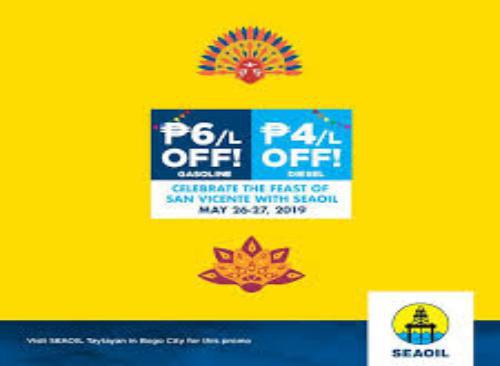 ₱6/L
OFF!
GASOLINE
₱4/L
OFF!
DIESEL
CELEBRATE THE FEAST OF
SAN VICENTE WITH SEAOIL
MAY 26-27, 2019
Visit SEAOIL Taytayan in Bogo City for this promo
SEAOIL